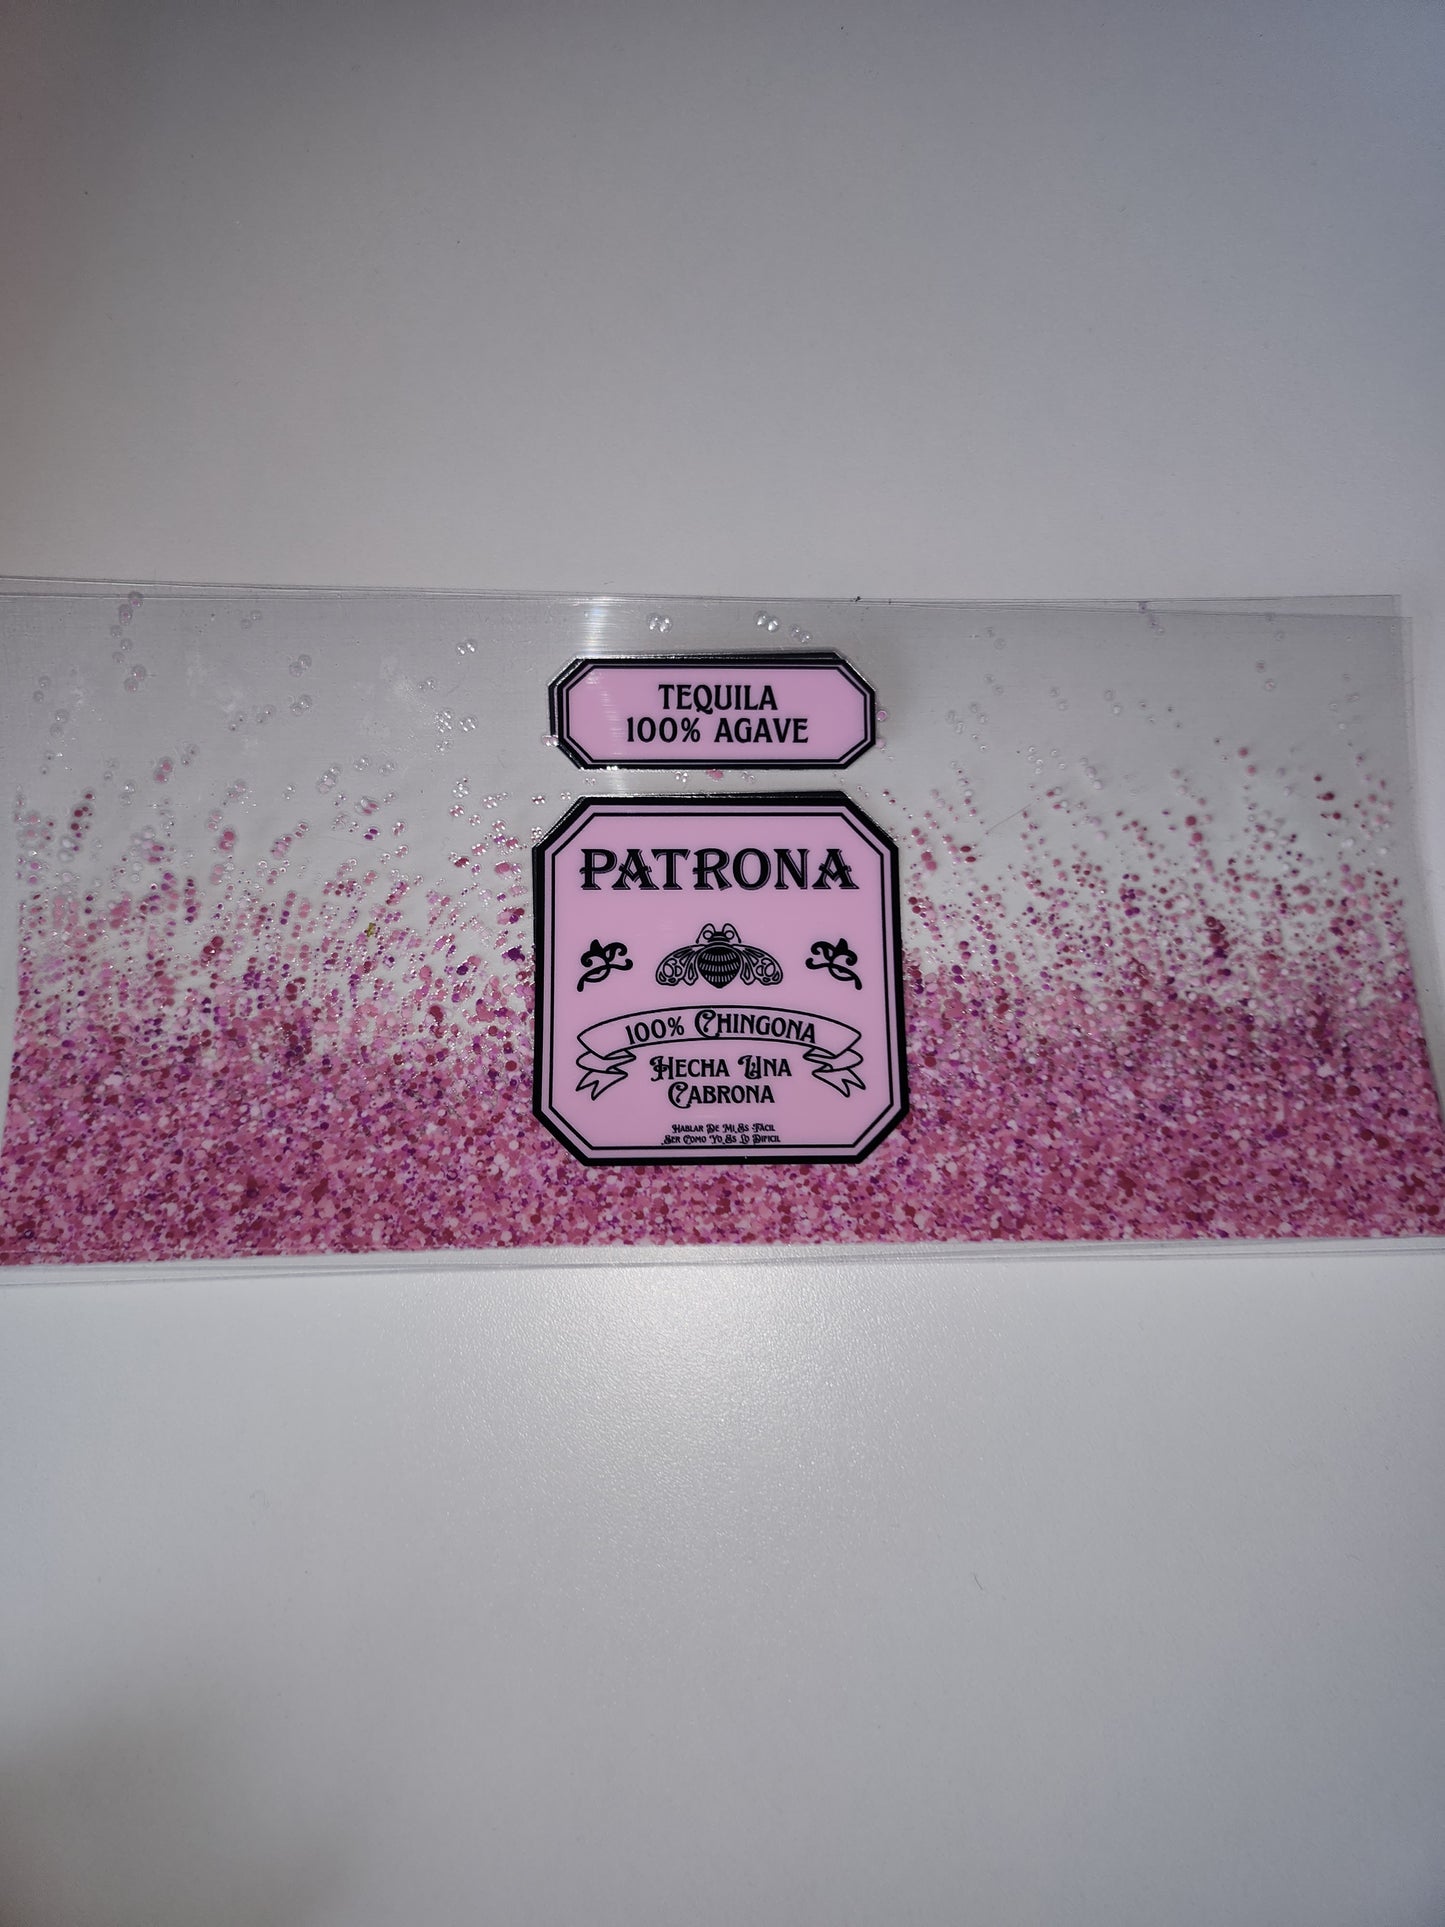 TEQUILA
100% AGAVE
PATRONA
100% CHINGONA
HECHA UNA
CABRONA
HABLAR DE MI ES FACIL
SER COMO YO ES LO DIFICIL